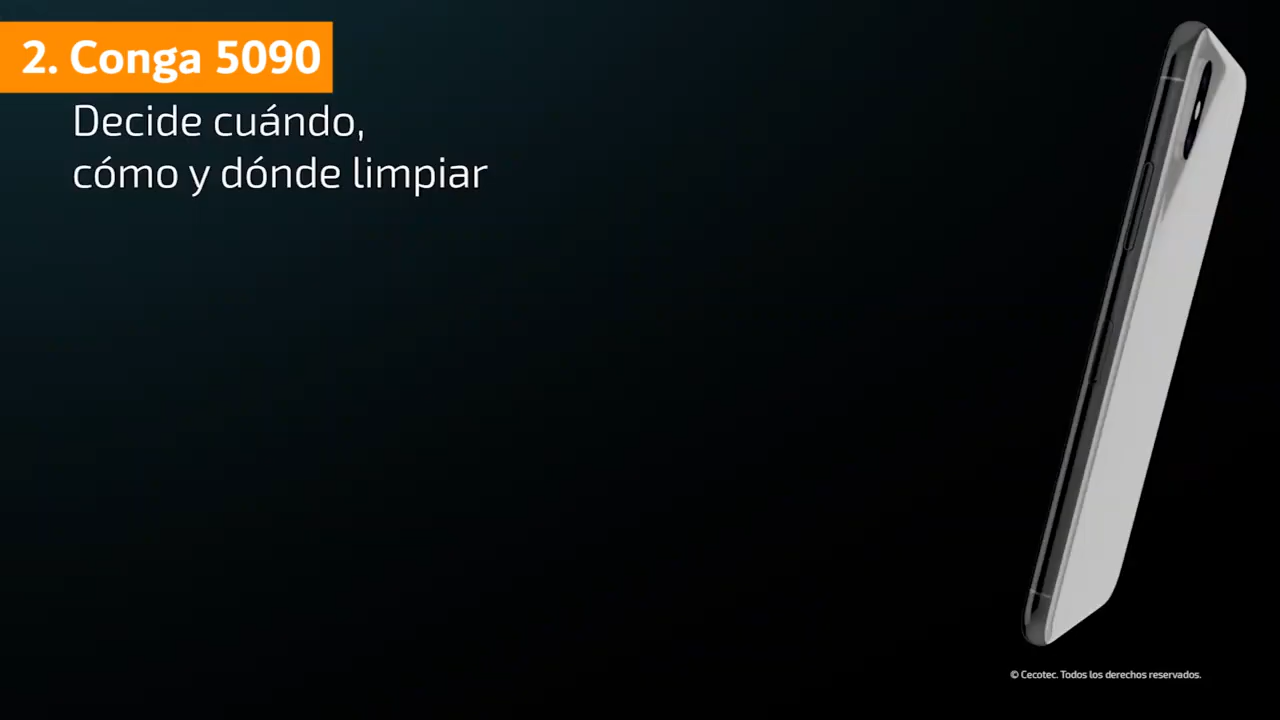 2. Conga 5090
Decide cuándo,
cómo y dónde limpiar
© Cecotec. Todos los derechos reservados.